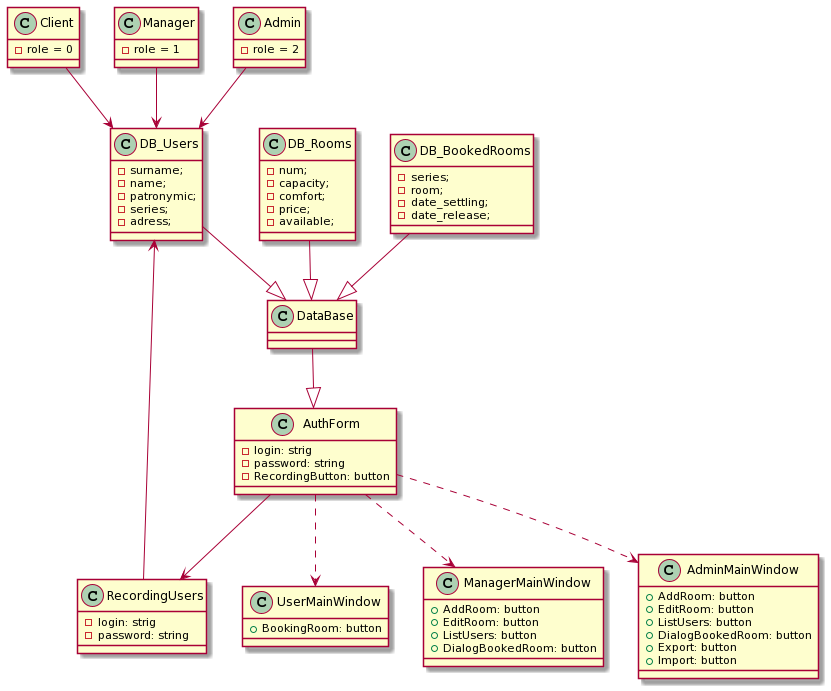 C Client
role = 0
C Manager
role = 1
C Admin
role = 2
C DB_Users
surname;
name;
patronymic;
series;
adress;
C DB_Rooms
num;
capacity;
comfort;
price;
available;
C DB_BookedRooms
series;
room;
date_settling;
date_release;
C DataBase
C AuthForm
login: strig
password: string
RecordingButton: button
C RecordingUsers
login: strig
password: string
C UserMainWindow
BookingRoom: button
C ManagerMainWindow
AddRoom: button
EditRoom: button
ListUsers: button
DialogBookedRoom: button
C AdminMainWindow
AddRoom: button
EditRoom: button
ListUsers: button
DialogBookedRoom: button
Export: button
Import: button